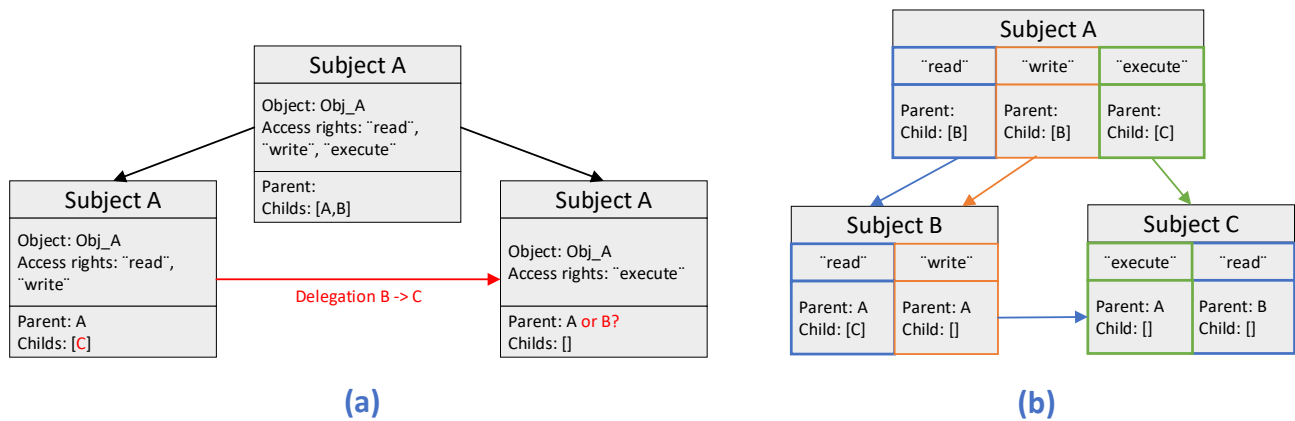 Subject A
Object: Obj_A
Access rights: ¨read¨,
¨write¨, ¨execute¨
Parent:
Childs: [A,B]
Subject A
Object: Obj_A
Access rights: ¨read¨,
¨write¨
Parent: A
Childs: [C]
Delegation B -> C
Subject A
Object: Obj_A
Access rights: ¨execute¨
Parent: A or B?
Childs: []
(a)
Subject A
¨read¨ ¨write¨ ¨execute¨
Parent: Parent: Parent:
Child: [B] Child: [B] Child: [C]
Subject B
¨read¨ ¨write¨
Parent: A Parent: A
Child: [C] Child: []
Subject C
¨execute¨ ¨read¨
Parent: A Parent: B
Child: [] Child: []
(b)